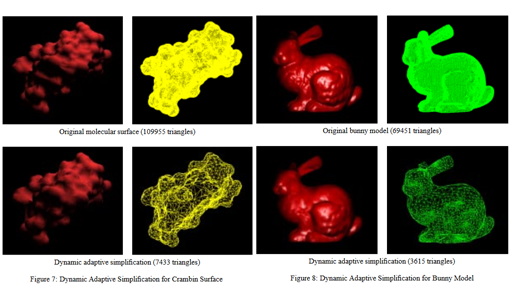 Original molecular surface (109955 triangles)
Original bunny model (69451 triangles)
Dynamic adaptive simplification (7433 triangles)
Dynamic adaptive simplification (3615 triangles)
Figure 7: Dynamic Adaptive Simplification for Crambin Surface
Figure 8: Dynamic Adaptive Simplification for Bunny Model